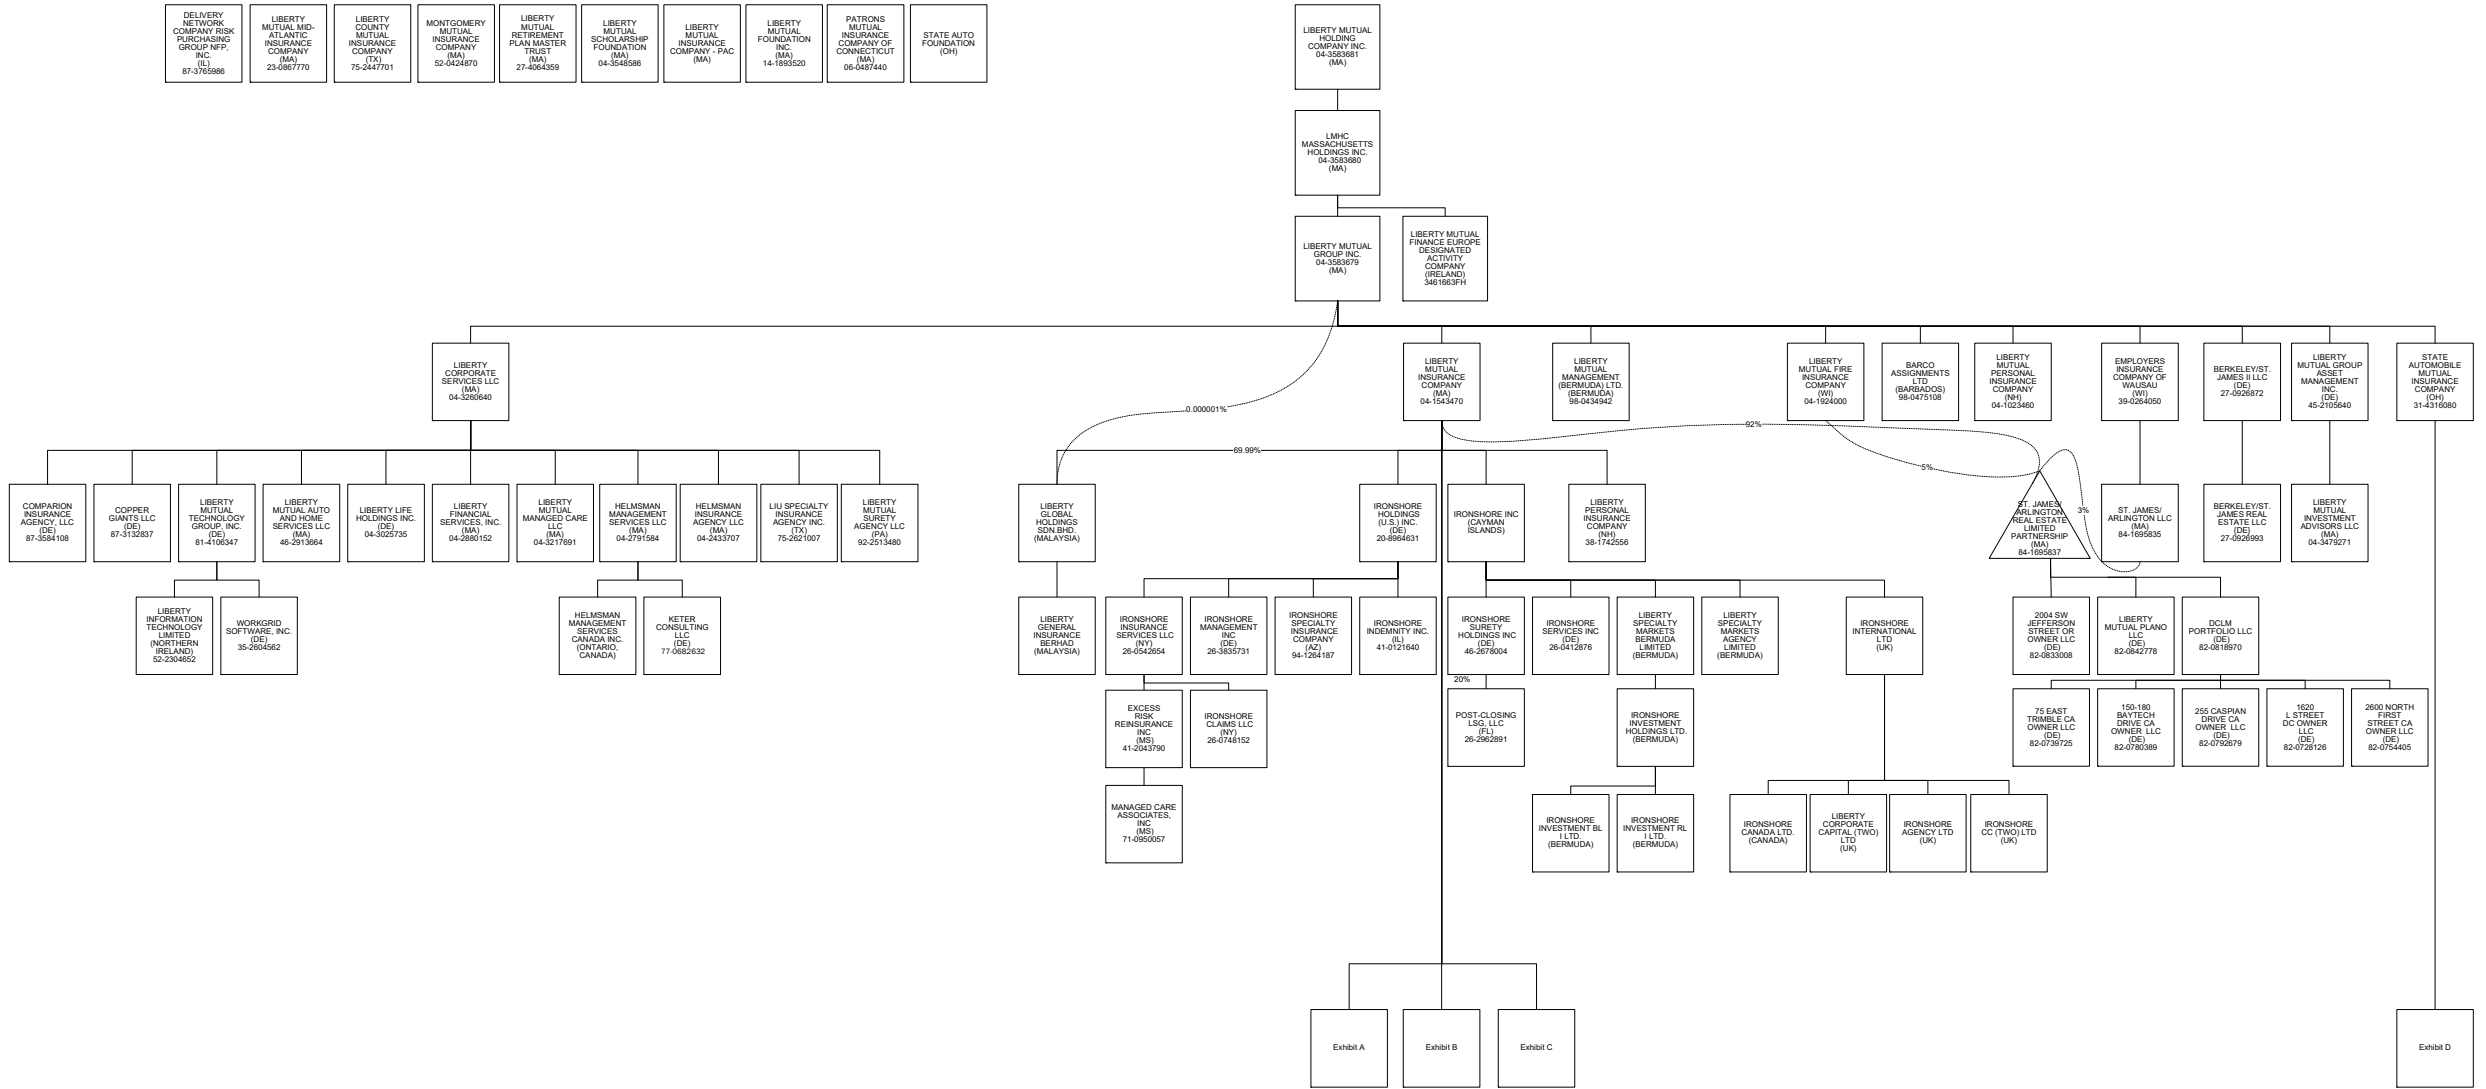 DELIVERY
NETWORK
COMPANY RISK
PURCHASING
GROUP NFP,
INC.
(IL)
87-3765986
LIBERTY
MUTUAL MID-
ATLANTIC
INSURANCE
COMPANY
(MA)
23-0867770
LIBERTY
COUNTY
MUTUAL
INSURANCE
COMPANY
(TX)
75-2447701
MONTGOMERY
MUTUAL
INSURANCE
COMPANY
(MA)
52-0424870
LIBERTY
MUTUAL
RETIREMENT
PLAN MASTER
TRUST
(MA)
27-4064359
LIBERTY
MUTUAL
SCHOLARSHIP
FOUNDATION
(MA)
04-3548586
LIBERTY
MUTUAL
INSURANCE
COMPANY - PAC
(MA)
LIBERTY
MUTUAL
FOUNDATION
INC.
(MA)
14-1893520
PATRONS
MUTUAL
INSURANCE
COMPANY OF
CONNECTICUT
(MA)
06-0487440
STATE AUTO
FOUNDATION
(OH)
LIBERTY MUTUAL
HOLDING
COMPANY INC.
04-3583681
(MA)
LMHC
MASSACHUSETTS
HOLDINGS INC.
04-3583680
(MA)
LIBERTY MUTUAL
GROUP INC.
04-3583679
(MA)
LIBERTY MUTUAL
FINANCE EUROPE
DESIGNATED
ACTIVITY
COMPANY
(IRELAND)
3461663FH
LIBERTY
CORPORATE
SERVICES LLC
(MA)
04-3260640
LIBERTY
MUTUAL
INSURANCE
COMPANY
(MA)
04-1543470
LIBERTY
MUTUAL
MANAGEMENT
(BERMUDA) LTD.
(BERMUDA)
98-0434942
LIBERTY
MUTUAL FIRE
INSURANCE
COMPANY
(WI)
04-1924000
BARCO
ASSIGNMENTS
LTD
(BARBADOS)
98-0475108
LIBERTY
MUTUAL
PERSONAL
INSURANCE
COMPANY
(NH)
04-1023460
EMPLOYERS
INSURANCE
COMPANY OF
WAUSAU
(WI)
39-0264050
BERKELEY/ST.
JAMES II LLC
(DE)
27-0926872
LIBERTY
MUTUAL GROUP
ASSET
MANAGEMENT
INC.
(DE)
45-2105640
STATE
AUTOMOBILE
MUTUAL
INSURANCE
COMPANY
(OH)
31-4316080
0.000001%
92%
69.99%
5%
3%
COMPARION
INSURANCE
AGENCY, LLC
(DE)
87-3584108
COPPER
GIANTS LLC
(DE)
87-3132837
LIBERTY
MUTUAL
TECHNOLOGY
GROUP, INC.
(DE)
81-4106347
LIBERTY
MUTUAL AUTO
AND HOME
SERVICES LLC
(MA)
46-2913664
LIBERTY LIFE
HOLDINGS INC.
(DE)
04-3025735
LIBERTY
FINANCIAL
SERVICES, INC.
(MA)
04-2880152
LIBERTY
MUTUAL
MANAGED CARE
LLC
(MA)
04-3217691
HELMSMAN
MANAGEMENT
SERVICES LLC
(MA)
04-2791584
HELMSMAN
INSURANCE
AGENCY LLC
(MA)
04-2433707
LIU SPECIALTY
INSURANCE
AGENCY INC.
(TX)
75-2621007
LIBERTY
MUTUAL
SURETY
AGENCY LLC
(PA)
92-2513480
LIBERTY
GLOBAL
HOLDINGS
SDN.BHD.
(MALAYSIA)
IRONSHORE
HOLDINGS
(U.S.) INC.
(DE)
20-8964631
IRONSHORE INC
(CAYMAN
ISLANDS)
LIBERTY
PERSONAL
INSURANCE
COMPANY
(NH)
38-1742556
ST. JAMES/
ARLINGTON
REAL ESTATE
LIMITED
PARTNERSHIP
(MA)
84-1695837
ST. JAMES/
ARLINGTON LLC
(MA)
84-1695835
BERKELEY/ST.
JAMES REAL
ESTATE LLC
(DE)
27-0926993
LIBERTY
MUTUAL
INVESTMENT
ADVISORS LLC
(MA)
04-3479271
LIBERTY
INFORMATION
TECHNOLOGY
LIMITED
(NORTHERN
IRELAND)
52-2304652
WORKGRID
SOFTWARE, INC.
(DE)
35-2604562
HELMSMAN
MANAGEMENT
SERVICES
CANADA INC.
(ONTARIO,
CANADA)
KETER
CONSULTING
LLC
(DE)
77-0682632
LIBERTY
GENERAL
INSURANCE
BERHAD
(MALAYSIA)
IRONSHORE
INSURANCE
SERVICES LLC
(NY)
26-0542654
IRONSHORE
MANAGEMENT
INC
(DE)
26-3835731
IRONSHORE
SPECIALTY
INSURANCE
COMPANY
(AZ)
94-1264187
IRONSHORE
INDEMNITY INC.
(IL)
41-0121640
IRONSHORE
SURETY
HOLDINGS INC
(DE)
46-2678004
IRONSHORE
SERVICES INC
(DE)
26-0412876
LIBERTY
SPECIALTY
MARKETS
BERMUDA
LIMITED
(BERMUDA)
LIBERTY
SPECIALTY
MARKETS
AGENCY
LIMITED
(BERMUDA)
IRONSHORE
INTERNATIONAL
LTD
(UK)
2004 SW
JEFFERSON
STREET OR
OWNER LLC
(DE)
82-0833008
LIBERTY
MUTUAL PLANO
LLC
(DE)
82-0842778
DCLM
PORTFOLIO LLC
(DE)
82-0818970
20%
EXCESS
RISK
REINSURANCE
INC
(MS)
41-2043790
IRONSHORE
CLAIMS LLC
(NY)
26-0748152
POST-CLOSING
LSG, LLC
(FL)
26-2962891
IRONSHORE
INVESTMENT
HOLDINGS LTD.
(BERMUDA)
75 EAST
TRIMBLE CA
OWNER LLC
(DE)
82-0739725
150-180
BAYTECH
DRIVE CA
OWNER LLC
(DE)
82-0780389
255 CASPIAN
DRIVE CA
OWNER LLC
(DE)
82-0792679
1620
L STREET
DC OWNER
LLC
(DE)
82-0728126
2600 NORTH
FIRST
STREET CA
OWNER LLC
(DE)
82-0754405
MANAGED CARE
ASSOCIATES,
INC
(MS)
71-0950057
IRONSHORE
INVESTMENT BL
I LTD.
(BERMUDA)
IRONSHORE
INVESTMENT RL
I LTD.
(BERMUDA)
IRONSHORE
CANADA LTD.
(CANADA)
LIBERTY
CORPORATE
CAPITAL (TWO)
LTD
(UK)
IRONSHORE
AGENCY LTD
(UK)
IRONSHORE
CC (TWO) LTD
(UK)
Exhibit A
Exhibit B
Exhibit C
Exhibit D